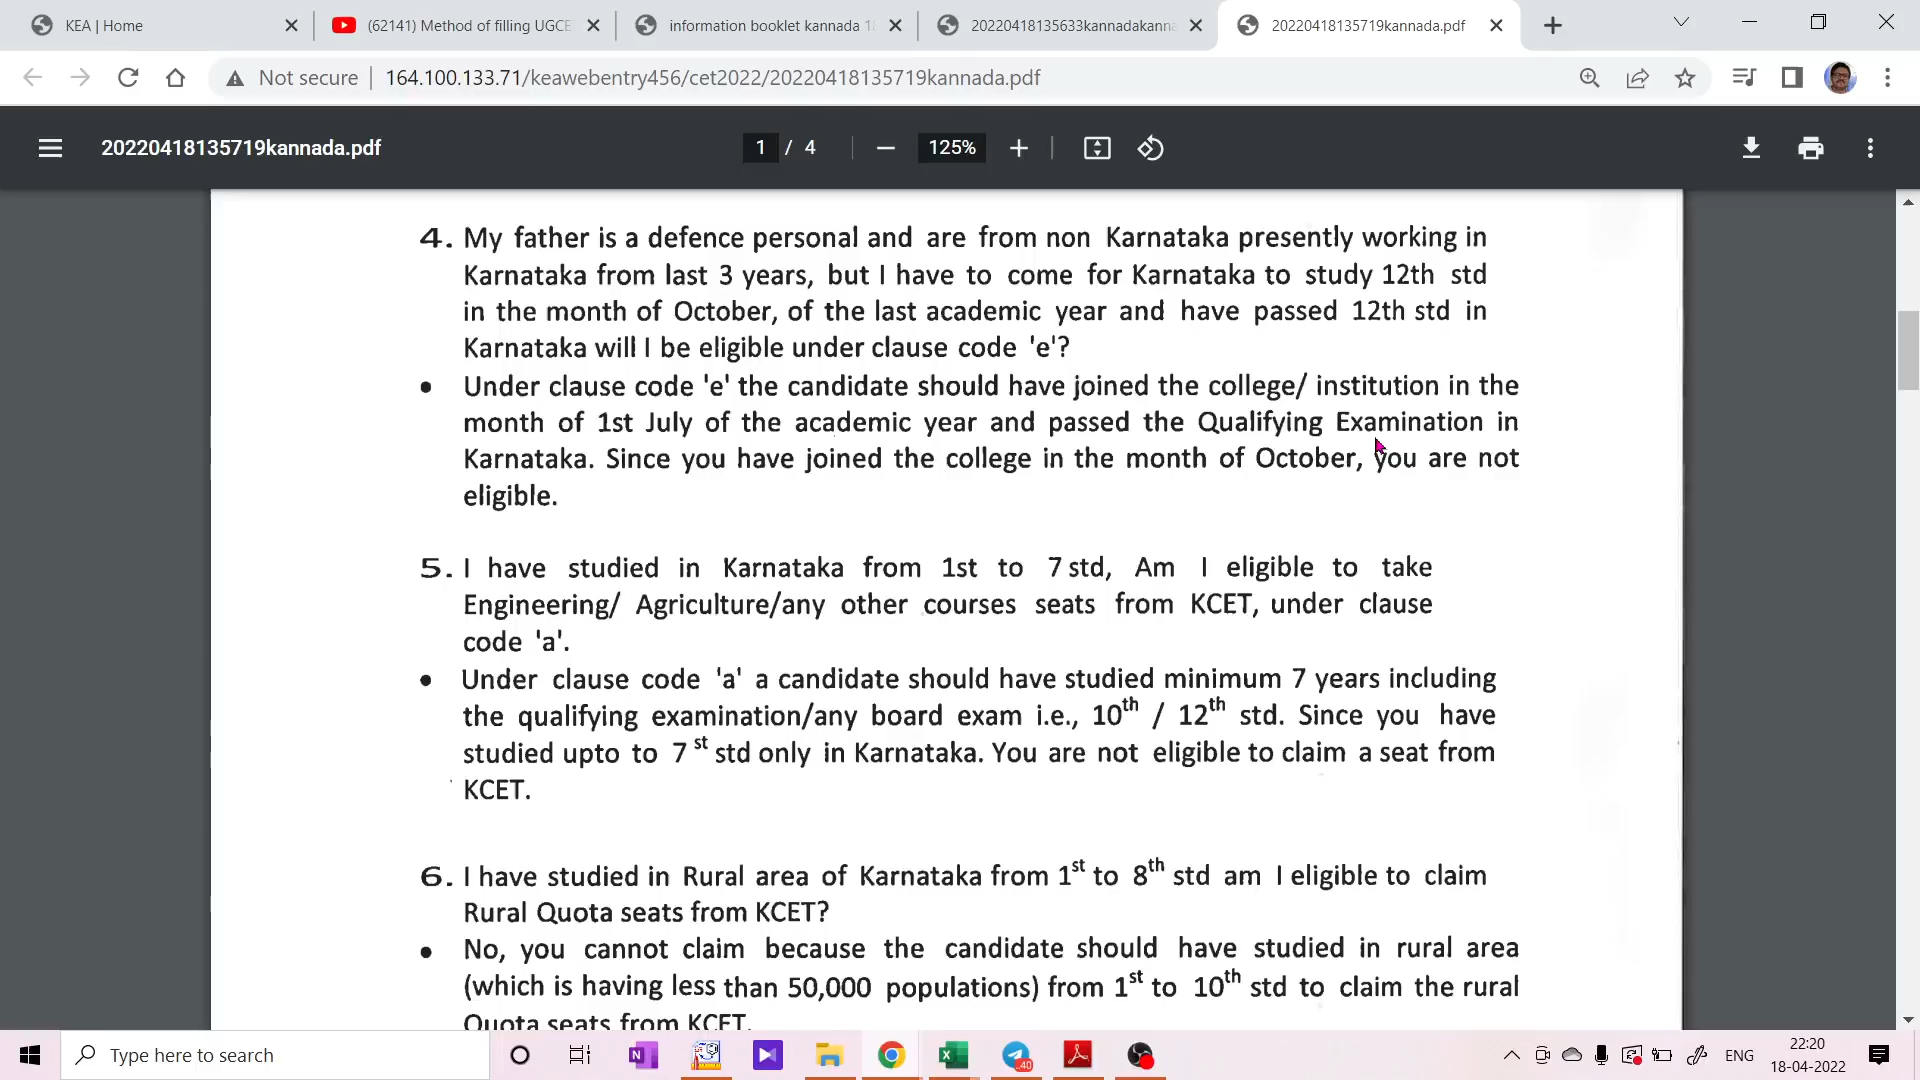 KEA | Home
(62141) Method of filling UGCE
information booklet kannada 18
20220418135633kannadakanna
20220418135719kannada.pdf
Not secure
164.100.133.71/keawebentry456/cet2022/20220418135719kannada.pdf
20220418135719kannada.pdf
1 / 4
125%
4. My father is a defence personal and are from non Karnataka presently working in
Karnataka from last 3 years, but I have to come for Karnataka to study 12th std
in the month of October, of the last academic year and have passed 12th std in
Karnataka will I be eligible under clause code 'e'?
• Under clause code 'e' the candidate should have joined the college/ institution in the
month of 1st July of the academic year and passed the Qualifying Examination in
Karnataka. Since you have joined the college in the month of October, you are not
eligible.
5. I have studied in Karnataka from 1st to 7 std, Am I eligible to take
Engineering/ Agriculture/any other courses seats from KCET, under clause
code 'a'.
• Under clause code 'a' a candidate should have studied minimum 7 years including
the qualifying examination/any board exam i.e., 10th / 12th std. Since you have
studied upto to 7 st std only in Karnataka. You are not eligible to claim a seat from
KCET.
6. I have studied in Rural area of Karnataka from 1st to 8th std am I eligible to claim
Rural Quota seats from KCET?
• No, you cannot claim because the candidate should have studied in rural area
(which is having less than 50,000 populations) from 1st to 10th std to claim the rural
Quota seats from KCET.
Type here to search
40
ENG
22:20
18-04-2022